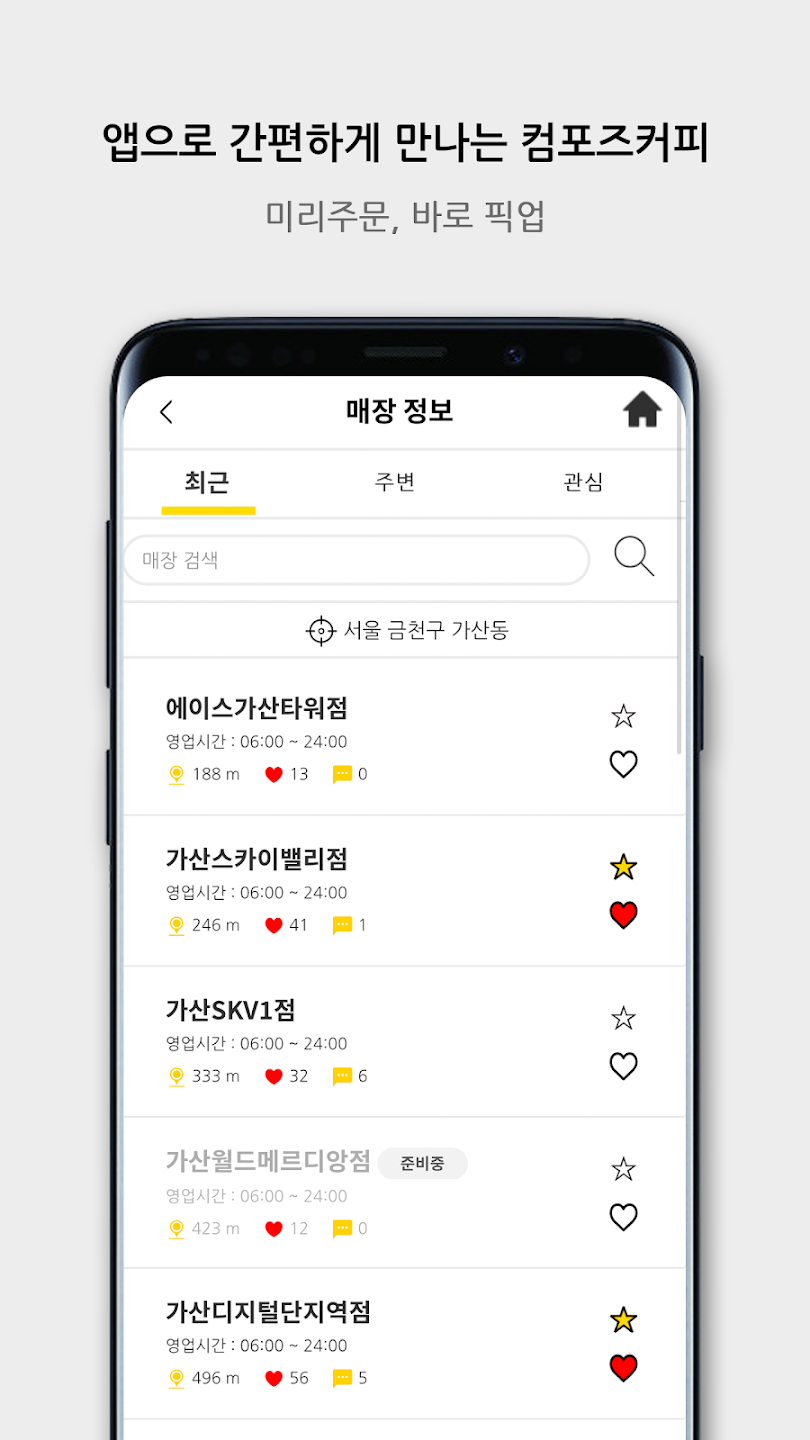 앱으로 간편하게 만나는 컴포즈커피
미리주문, 바로 픽업
매장 정보
최근 주변 관심
매장 검색
서울 금천구 가산동
에이스가산타워점
영업시간 : 06:00 ~ 24:00
188 m 13 0
가산스카이밸리점
영업시간 : 06:00 ~ 24:00
246 m 41 1
가산SKV1점
영업시간 : 06:00 ~ 24:00
333 m 32 6
가산월드메르디앙점 준비중
영업시간 : 06:00 ~ 24:00
423 m 12 0
가산디지털단지역점
영업시간 : 06:00 ~ 24:00
496 m 56 5